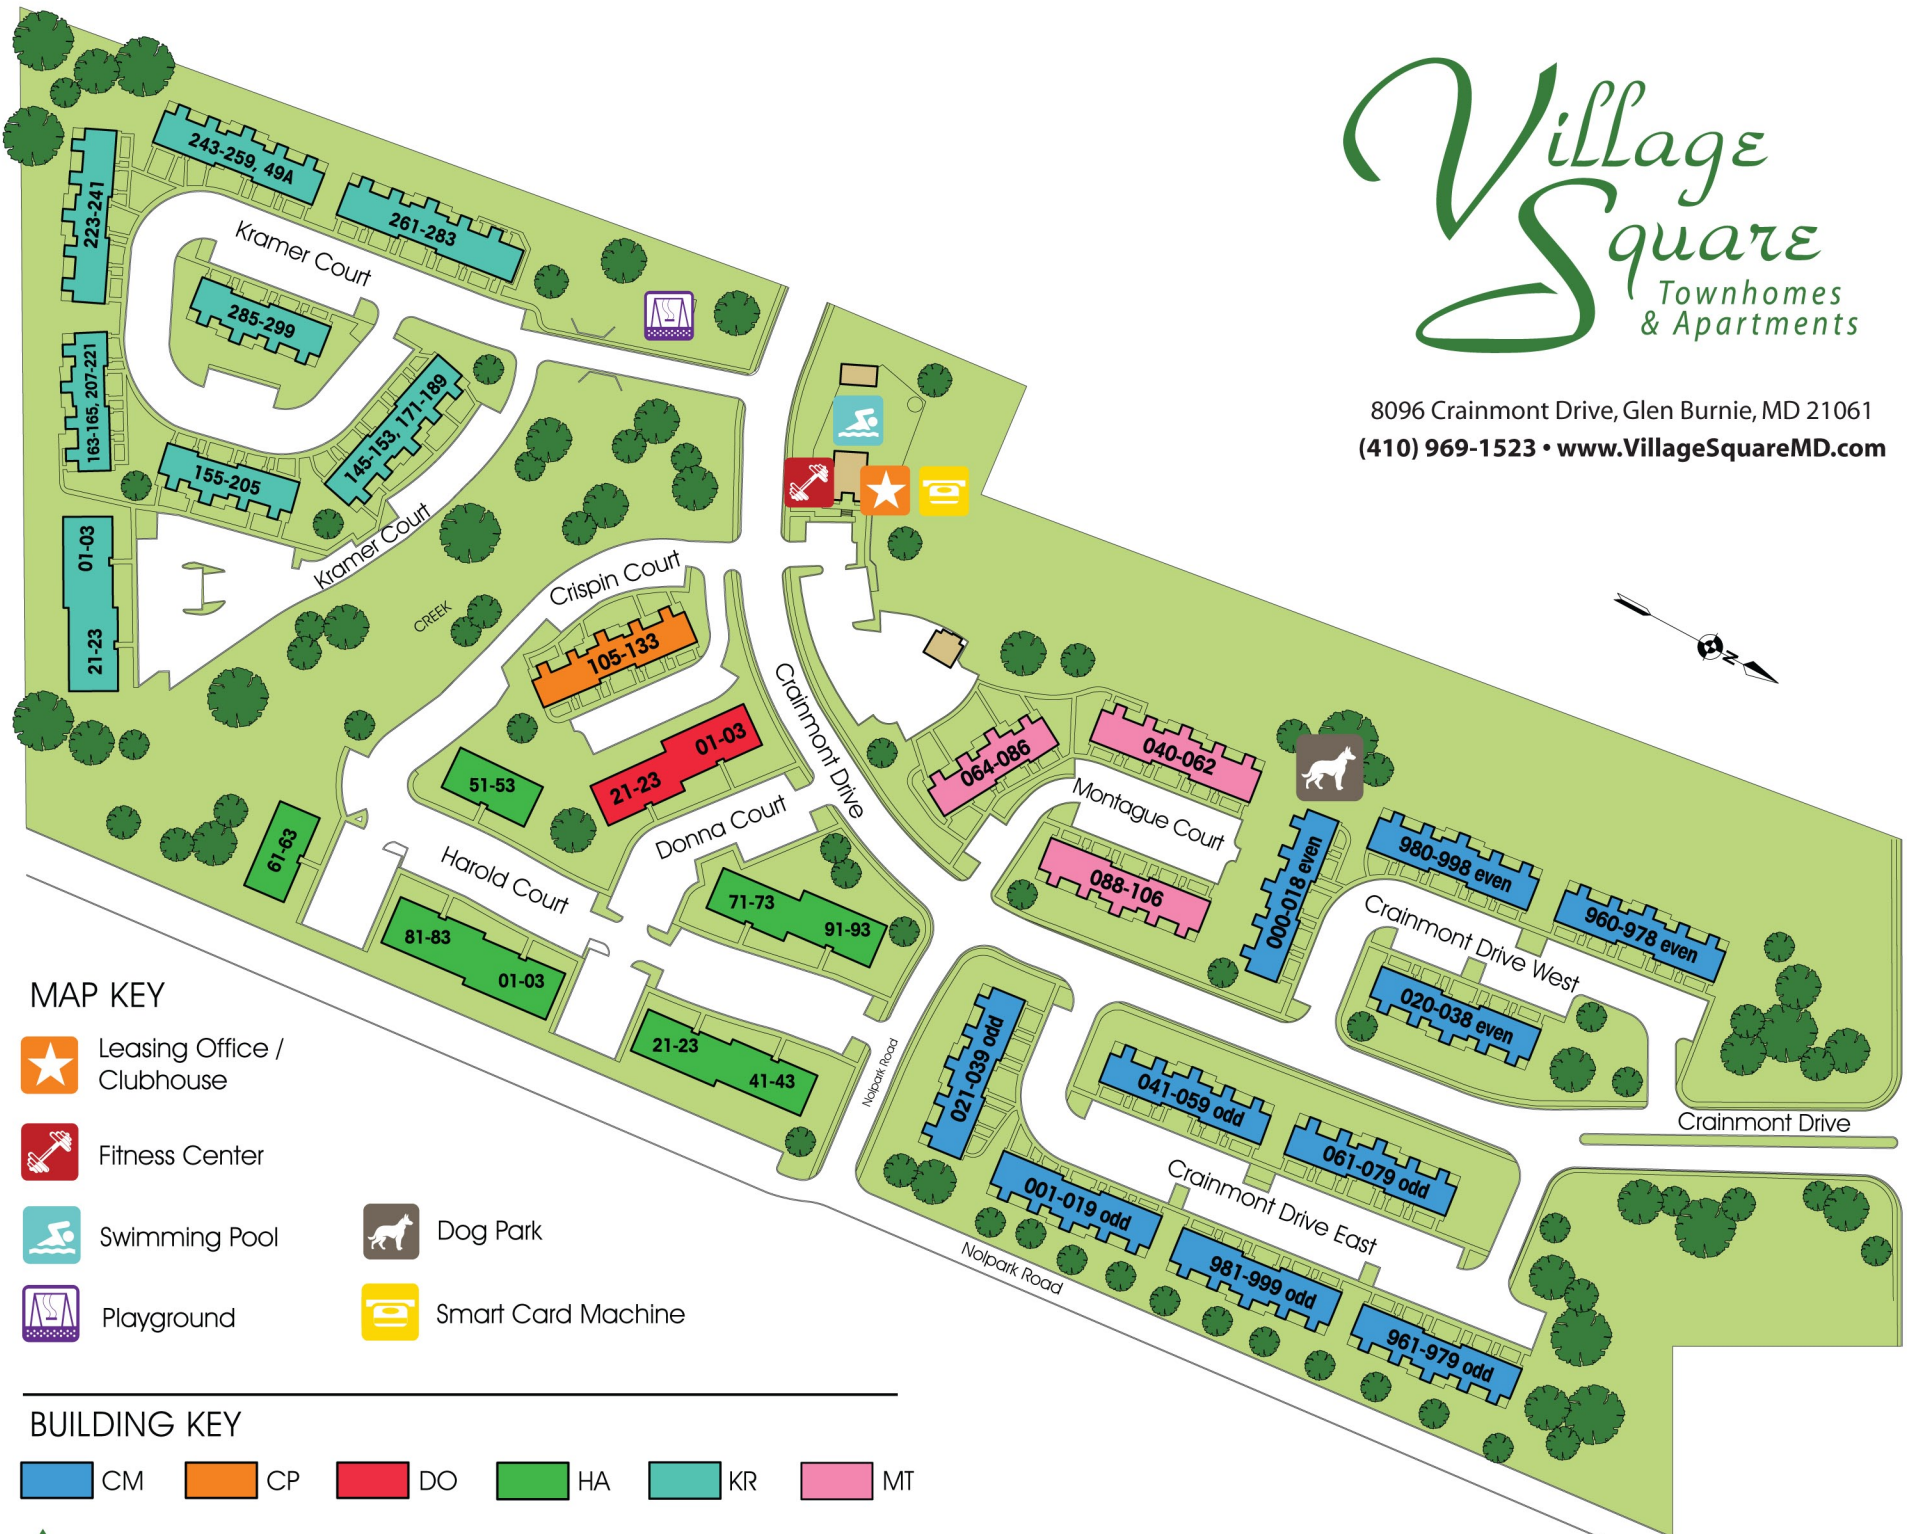 Village
Square
Townhomes
& Apartments
8096 Crainmont Drive, Glen Burnie, MD 21061
(410) 969-1523 • www.VillageSquareMD.com
243-259, 49A
223-241
261-283
Kramer Court
285-299
163-165, 207-221
145-153, 171-189
155-205
01-03
21-23
Kramer Court
CREEK
Crispin Court
105-133
Crainmont Drive
01-03
21-23
51-53
Donna Court
61-63
Harold Court
71-73
91-93
81-83
01-03
21-23
41-43
Nolpark Road
N
064-086
040-062
Montague Court
088-106
000-018 even
980-998 even
960-978 even
Crainmont Drive West
020-038 even
Crainmont Drive
021-039 odd
041-059 odd
061-079 odd
Crainmont Drive East
001-019 odd
981-999 odd
961-979 odd
Nolpark Road
MAP KEY
Leasing Office /
Clubhouse
Fitness Center
Swimming Pool
Dog Park
Playground
Smart Card Machine
BUILDING KEY
CM
CP
DO
HA
KR
MT